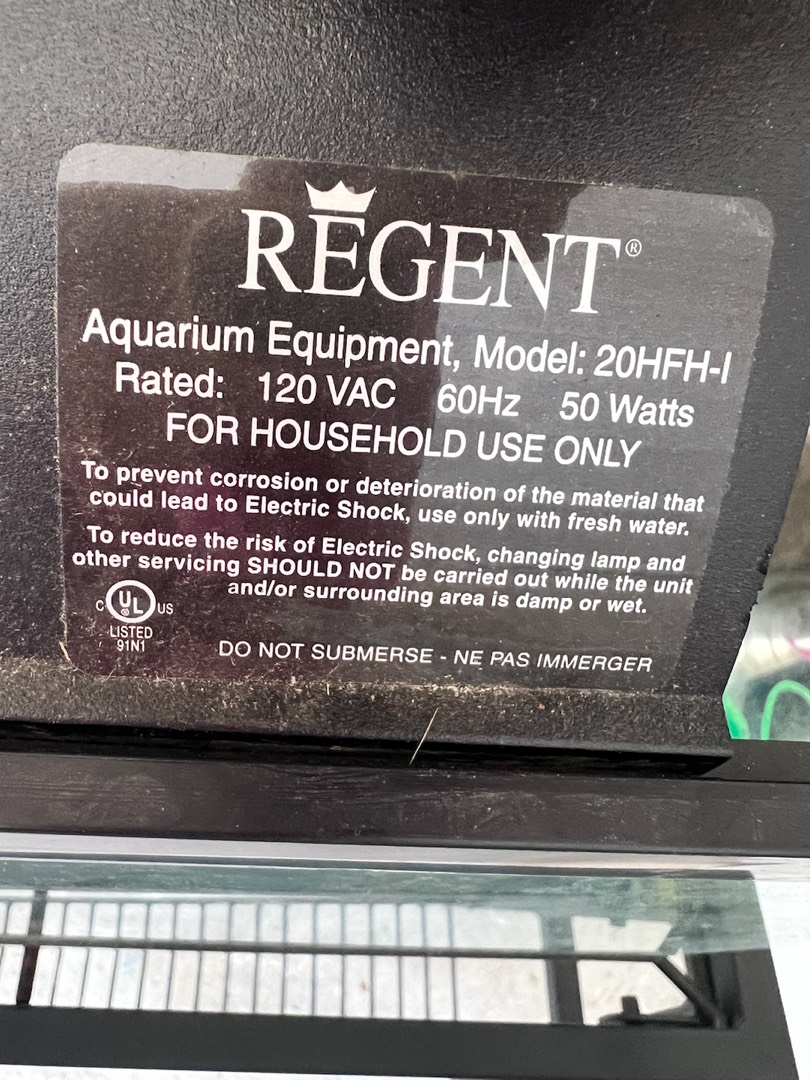 REGENT®
Aquarium Equipment, Model: 20HFH-I
Rated: 120 VAC 60Hz 50 Watts
FOR HOUSEHOLD USE ONLY
To prevent corrosion or deterioration of the material that
could lead to Electric Shock, use only with fresh water.
To reduce the risk of Electric Shock, changing lamp and
other servicing SHOULD NOT be carried out while the unit
and/or surrounding area is damp or wet.
C UL ® US
LISTED
91N1
DO NOT SUBMERSE - NE PAS IMMERGER